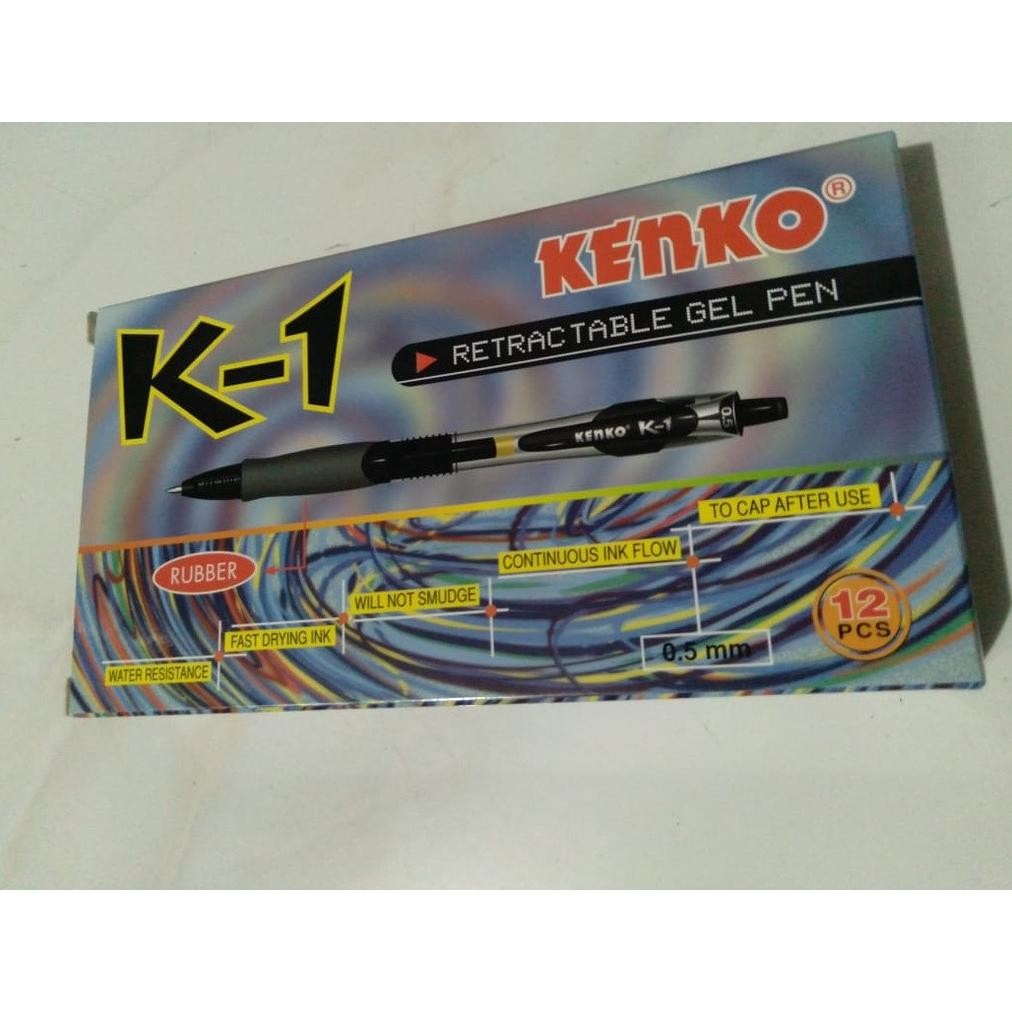 KENKO®
K-1
RETRACTABLE GEL PEN
0.5
KENKO® K-1
TO CAP AFTER USE
CONTINUOUS INK FLOW
RUBBER
WILL NOT SMUDGE
FAST DRYING INK
WATER RESISTANCE
0.5 mm
12
PCS